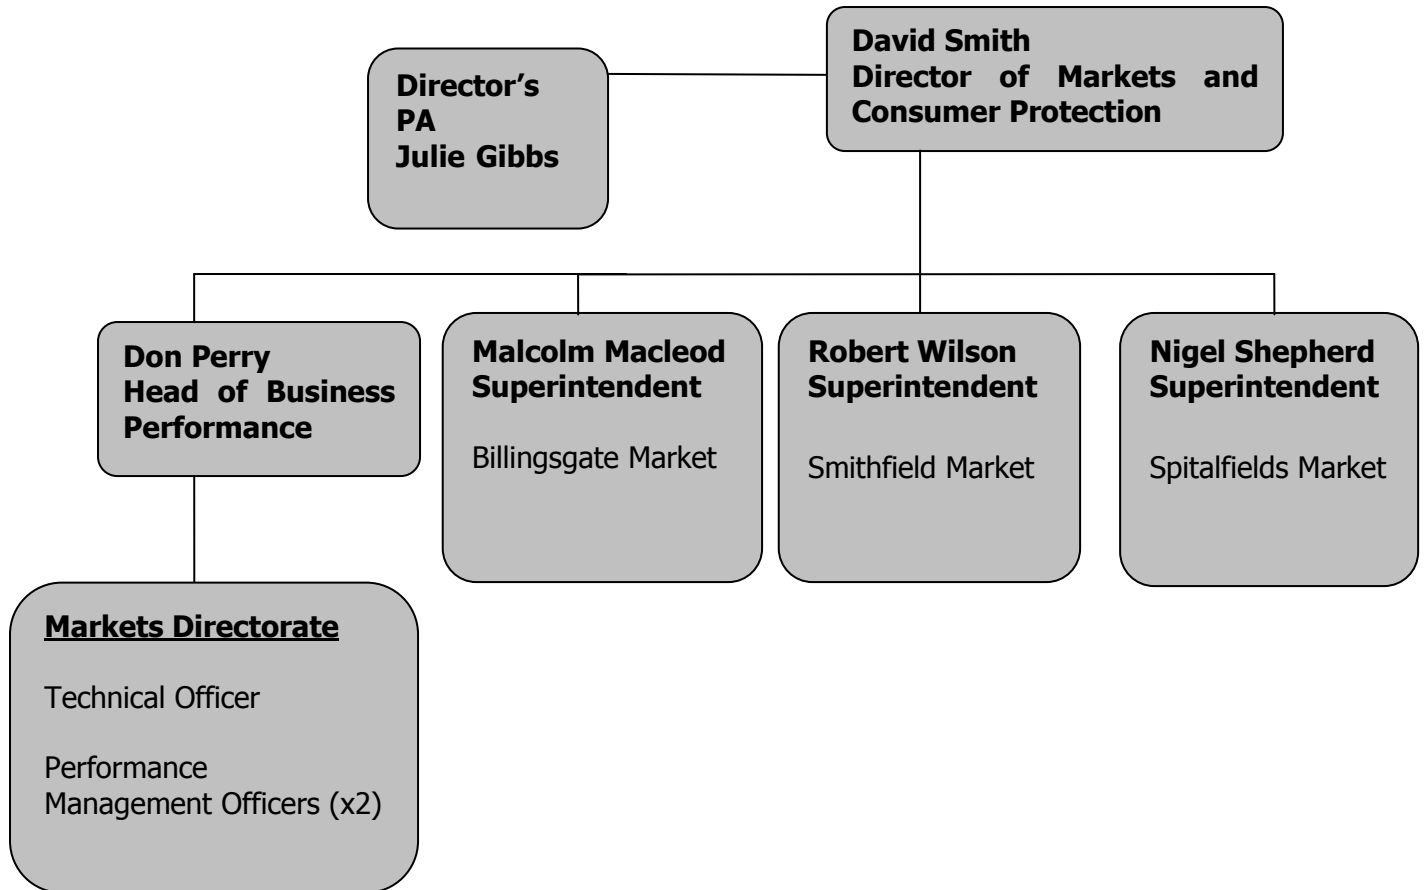 David Smith
Director of Markets and
Consumer Protection
Director’s
PA
Julie Gibbs
Don Perry
Head of Business
Performance
Malcolm Macleod
Superintendent
Billingsgate Market
Robert Wilson
Superintendent
Smithfield Market
Nigel Shepherd
Superintendent
Spitalfields Market
Markets Directorate
Technical Officer
Performance
Management Officers (x2)